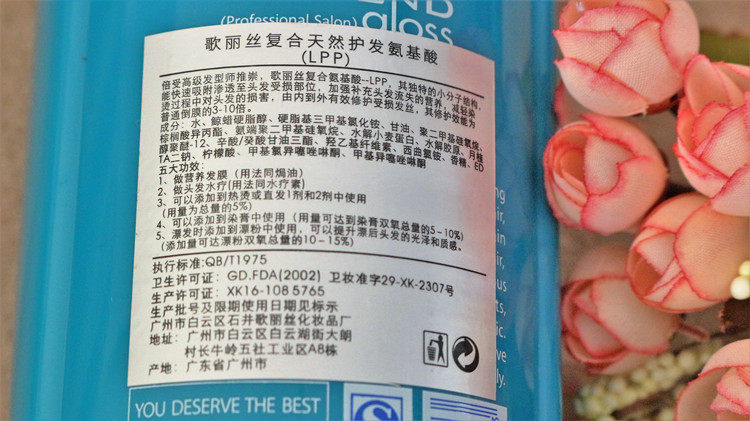 END
(Professional Salon)
gloss
歌丽丝复合天然护发氨基酸
(LPP)
倍受高级发型师推崇，歌丽丝复合氨基酸--LPP，其独特的小分子结构，
能快速吸附渗透至头发受损部位，加强补充头发流失的营养，减轻染
烫过程中对头发的损害，由内到外有效修护受损发丝，其修护效能为
普通倒膜的3-10倍。
成分：水、鲸蜡硬脂醇、硬脂基三甲基氯化铵、甘油、聚二甲基硅氧烷、
棕榈酸异丙酯、氨端聚二甲基硅氧烷、水解小麦蛋白、水解胶原、月桂
醇聚醚-12、辛酸/癸酸甘油三酯、羟乙基纤维素、西曲氯铵、香精、ED
TA二钠、柠檬酸、甲基氯异噻唑啉酮、甲基异噻唑啉酮
五大功效：
1、做营养发膜（用法同焗油）
2、做头发水疗(用法同水疗素)
3、可以添加到热烫或直发1剂和2剂中使用
(用量为总量的5%)
4、可以添加到染膏中使用（用量可达到染膏双氧总量的5-10%)
5、漂发时添加到漂粉中使用，可以提升漂后头发的光泽和质感。
(添加量可达漂粉双氧总量的10-15%)
执行标准:QB/T1975
卫生许可证：GD.FDA(2002) 卫妆准字29-XK-2307号
生产许可证：XK16-108 5765
生产批号及限期使用日期见标示
广州市白云区石井歌丽丝化妆品厂
地址：广州市白云区白云湖街大朗
村长牛岭五社工业区A8栋
产地：广东省广州市
YOU DESERVE THE BEST